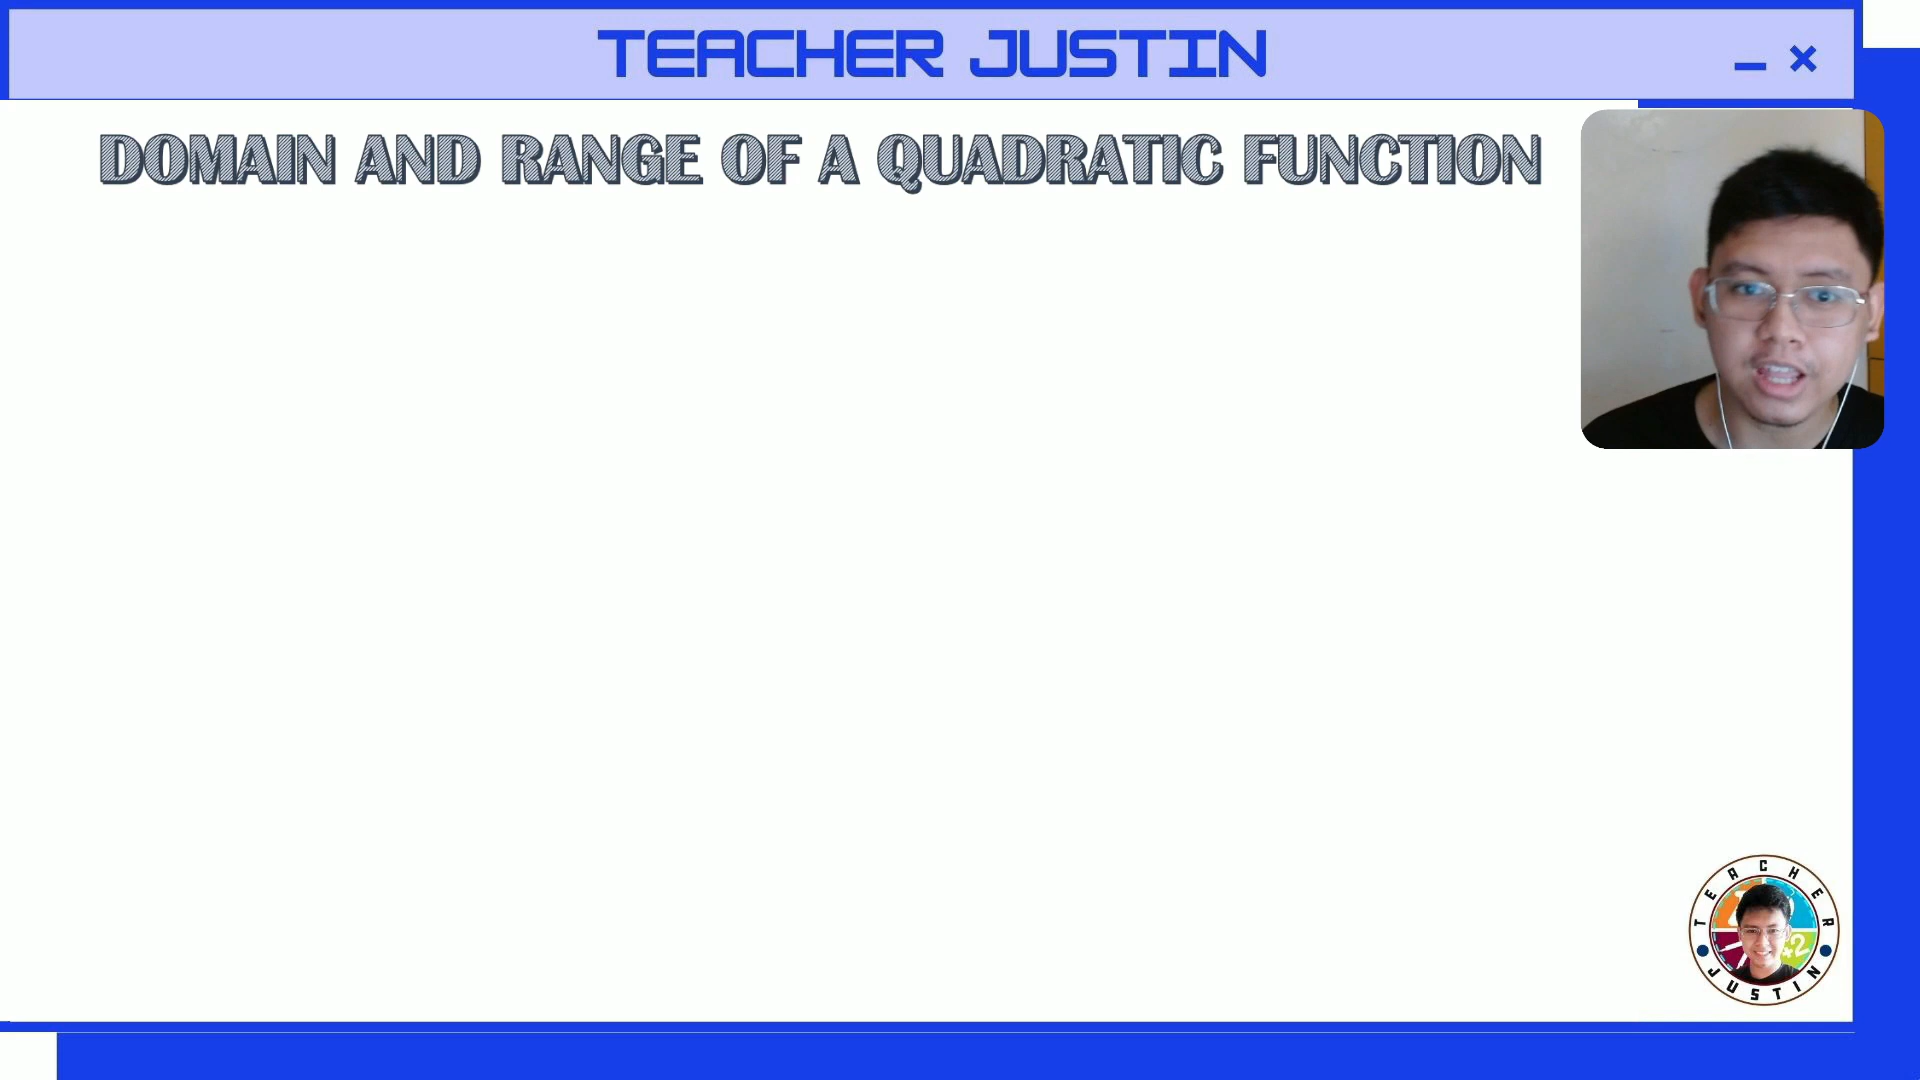 TEACHER JUSTIN
DOMAIN AND RANGE OF A QUADRATIC FUNCTION
TEACHER
JUSTIN